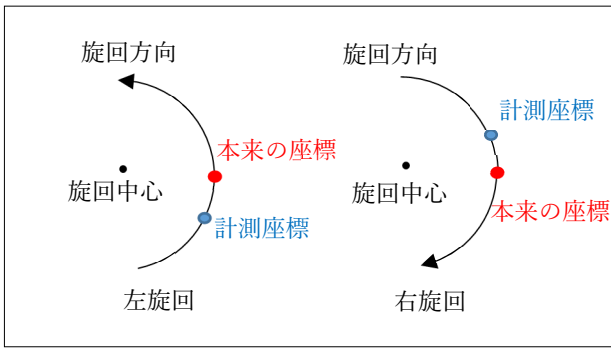 旋回方向
本来の座標
旋回中心
計測座標
左旋回
旋回方向
計測座標
旋回中心
本来の座標
右旋回